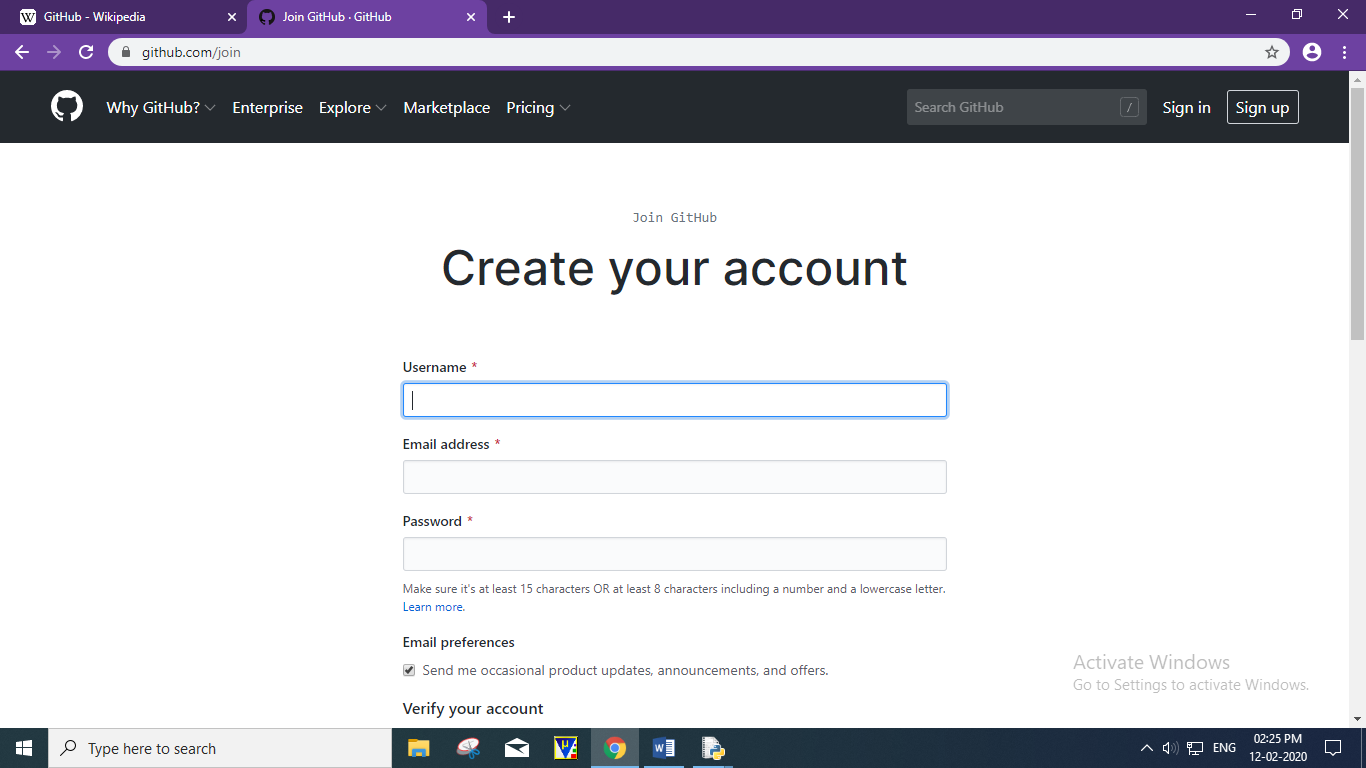 GitHub - Wikipedia
Join GitHub · GitHub
github.com/join
Why GitHub? Enterprise Explore Marketplace Pricing Search GitHub / Sign in Sign up
Join GitHub
Create your account
Username *
Email address *
Password *
Make sure it's at least 15 characters OR at least 8 characters including a number and a lowercase letter.
Learn more.
Email preferences
Send me occasional product updates, announcements, and offers.
Verify your account
Activate Windows
Go to Settings to activate Windows.
Type here to search
ENG
02:25 PM
12-02-2020